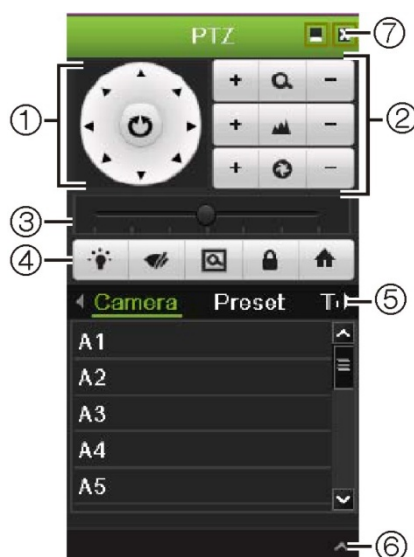 PTZ
⑦
①
②
+ −
+ −
+ −
③
④
Camera Preset
⑤
A1
A2
A3
A4
A5
⑥